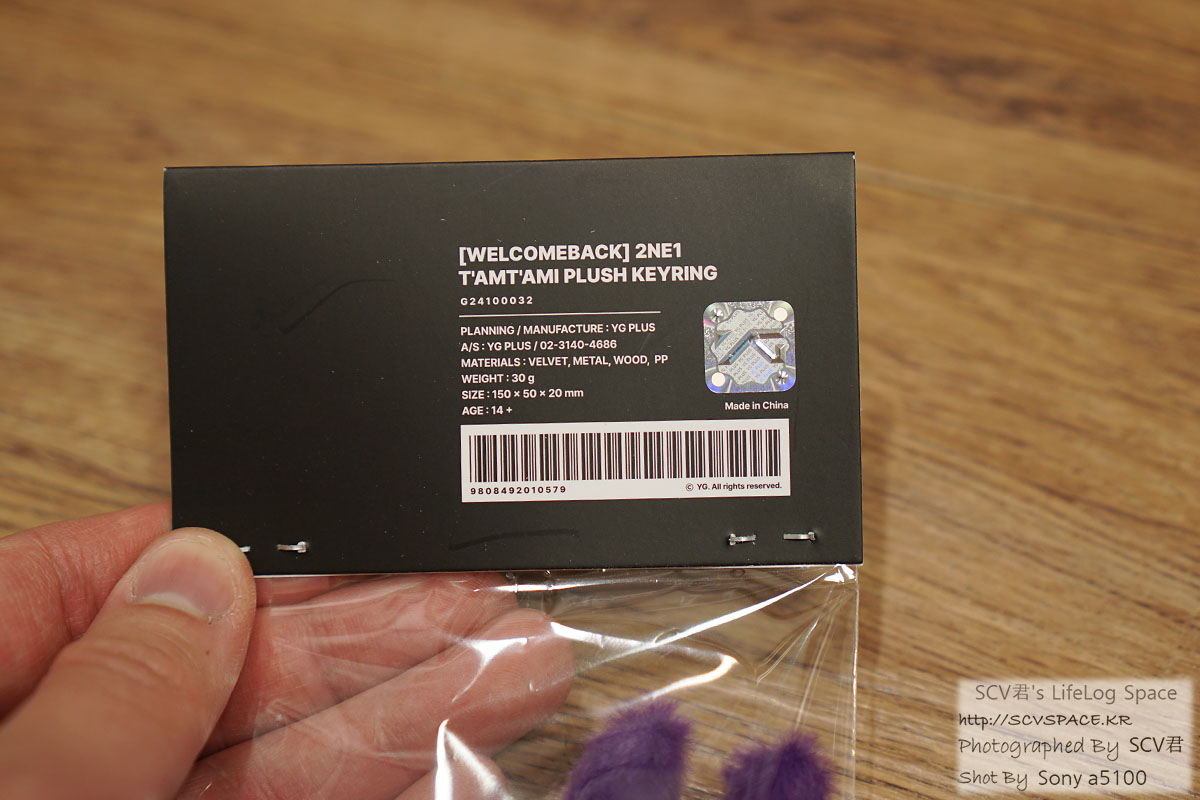 [WELCOMEBACK] 2NE1
T'AMT'AMI PLUSH KEYRING
G24100032
PLANNING / MANUFACTURE : YG PLUS
A/S : YG PLUS / 02-3140-4686
MATERIALS : VELVET, METAL, WOOD, PP
WEIGHT : 30 g
SIZE : 150 × 50 × 20 mm
AGE : 14 +
Made in China
9808492010579
© YG. All rights reserved.
SCV君's LifeLog Space
http://SCVSPACE.KR
Photographed By SCV君
Shot By Sony a5100